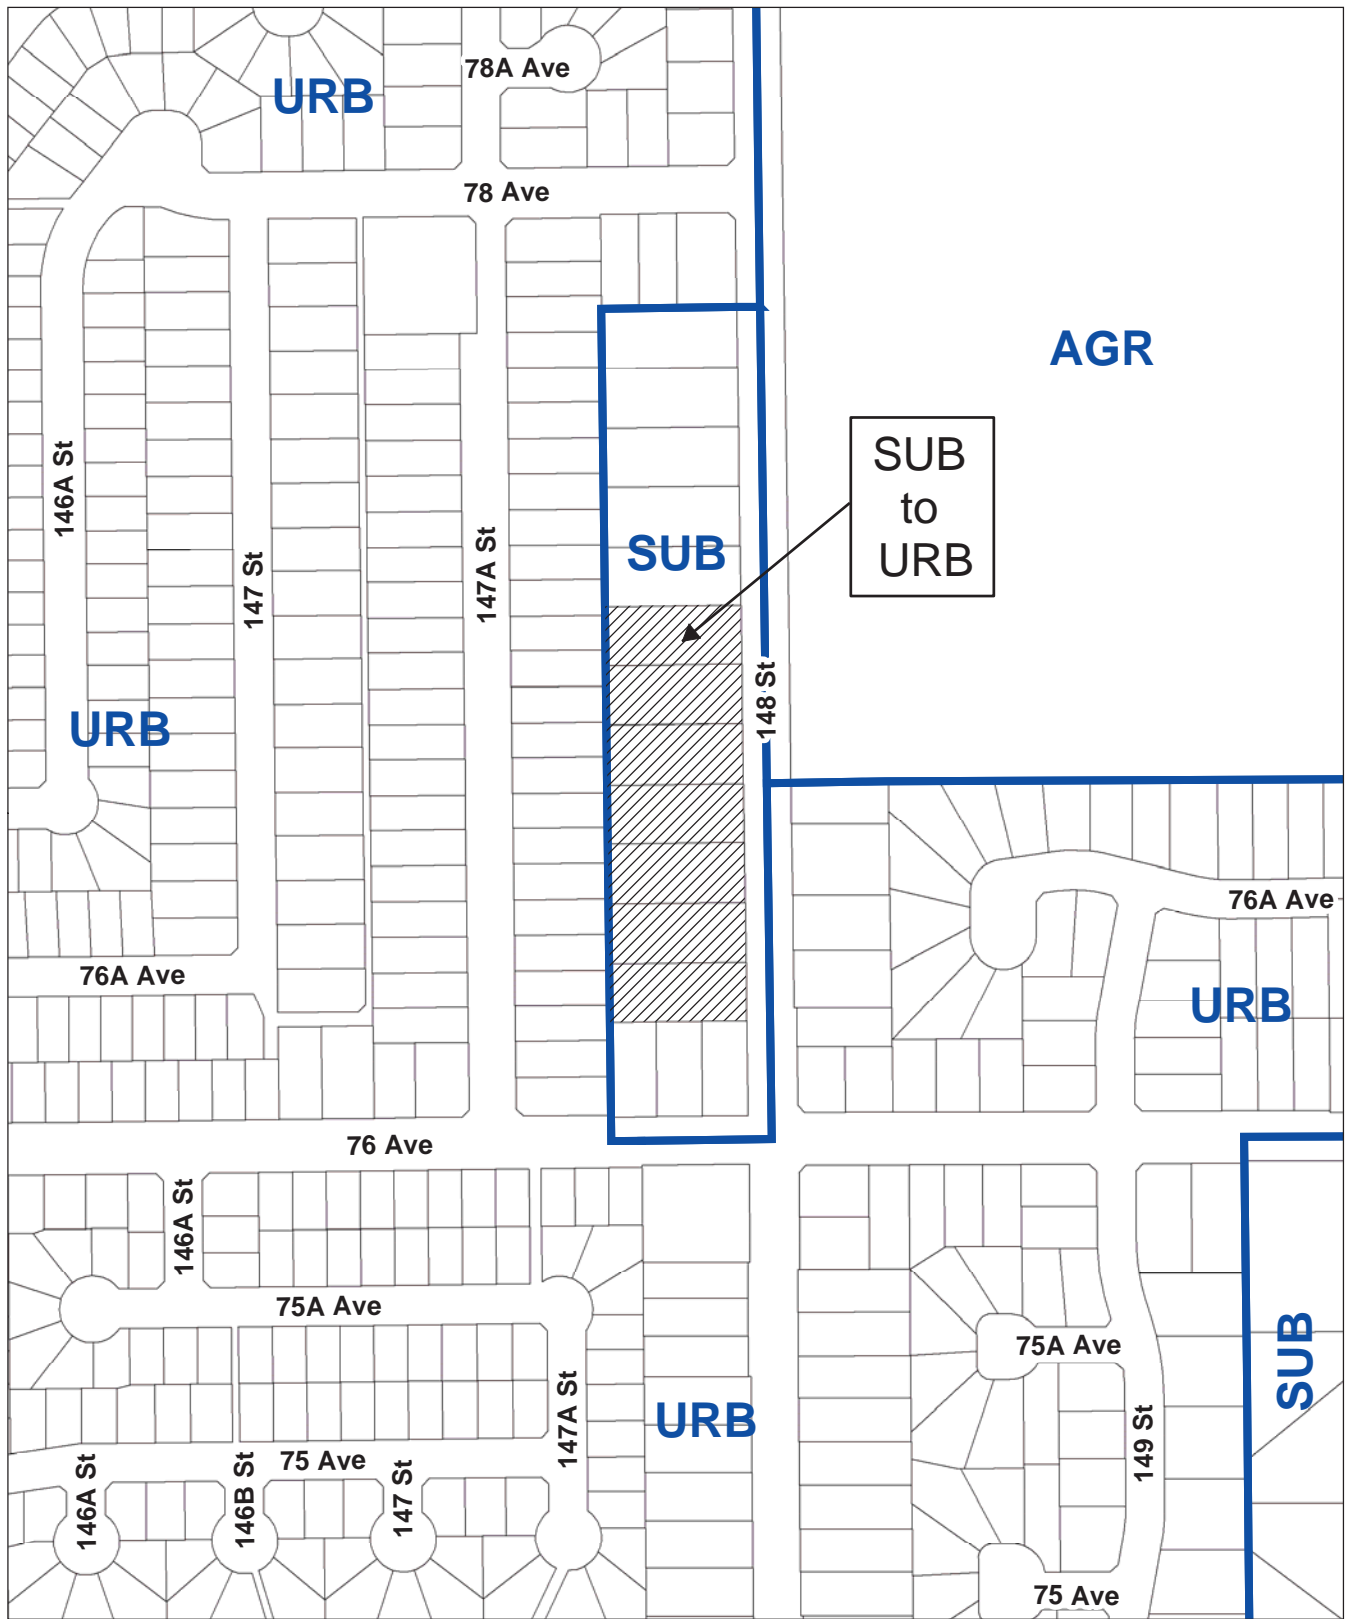 78A Ave
URB
78 Ave
AGR
SUB
to
URB
146A St
147 St
147A St
SUB
148 St
URB
76A Ave
76A Ave
URB
76 Ave
146A St
75A Ave
75A Ave
SUB
147A St
URB
149 St
75 Ave
146A St
146B St
147 St
75 Ave